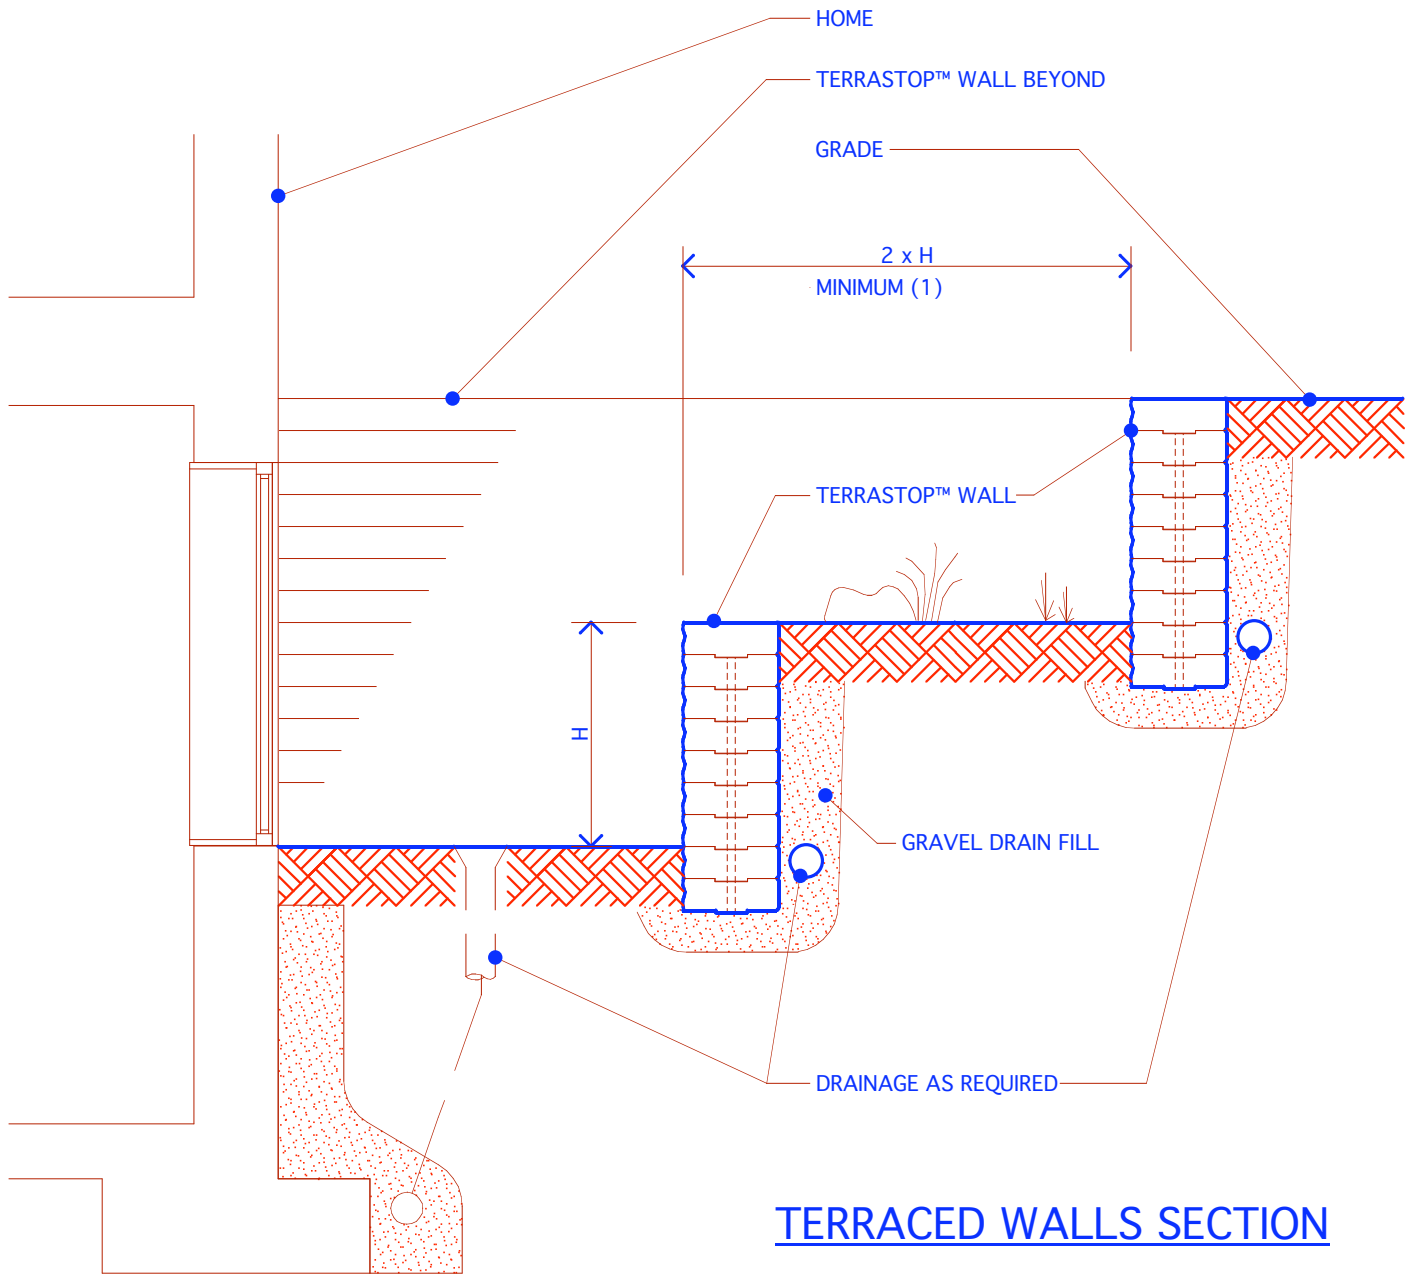 HOME
TERRASTOP™ WALL BEYOND
GRADE
2 x H
MINIMUM (1)
TERRASTOP™ WALL
H
GRAVEL DRAIN FILL
DRAINAGE AS REQUIRED
TERRACED WALLS SECTION